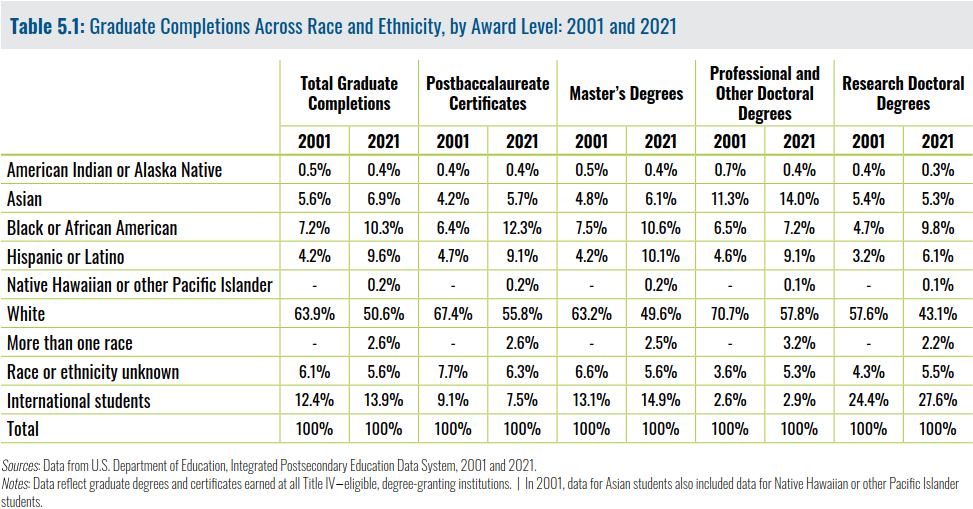 Table 5.1: Graduate Completions Across Race and Ethnicity, by Award Level: 2001 and 2021
Total Graduate Completions Postbaccalaureate Certificates Master's Degrees Professional and Other Doctoral Degrees Research Doctoral Degrees
2001 2021 2001 2021 2001 2021 2001 2021 2001 2021
American Indian or Alaska Native 0.5% 0.4% 0.4% 0.4% 0.5% 0.4% 0.7% 0.4% 0.4% 0.3%
Asian 5.6% 6.9% 4.2% 5.7% 4.8% 6.1% 11.3% 14.0% 5.4% 5.3%
Black or African American 7.2% 10.3% 6.4% 12.3% 7.5% 10.6% 6.5% 7.2% 4.7% 9.8%
Hispanic or Latino 4.2% 9.6% 4.7% 9.1% 4.2% 10.1% 4.6% 9.1% 3.2% 6.1%
Native Hawaiian or other Pacific Islander - 0.2% - 0.2% - 0.2% - 0.1% - 0.1%
White 63.9% 50.6% 67.4% 55.8% 63.2% 49.6% 70.7% 57.8% 57.6% 43.1%
More than one race - 2.6% - 2.6% - 2.5% - 3.2% - 2.2%
Race or ethnicity unknown 6.1% 5.6% 7.7% 6.3% 6.6% 5.6% 3.6% 5.3% 4.3% 5.5%
International students 12.4% 13.9% 9.1% 7.5% 13.1% 14.9% 2.6% 2.9% 24.4% 27.6%
Total 100% 100% 100% 100% 100% 100% 100% 100% 100% 100%
Sources: Data from U.S. Department of Education, Integrated Postsecondary Education Data System, 2001 and 2021.
Notes: Data reflect graduate degrees and certificates earned at all Title IV–eligible, degree-granting institutions. | In 2001, data for Asian students also included data for Native Hawaiian or other Pacific Islander
students.